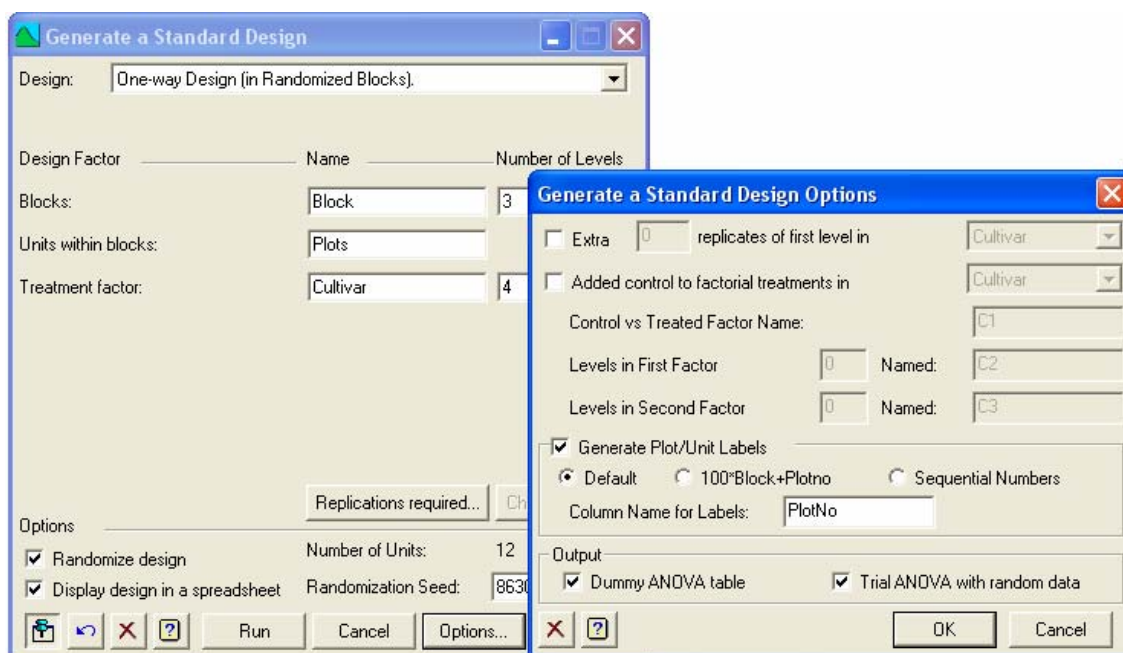 Generate a Standard Design
Design: One-way Design (in Randomized Blocks).
Design Factor Name Number of Levels
Blocks: Block 3
Units within blocks: Plots
Treatment factor: Cultivar 4
Replications required...
Options
Randomize design Number of Units: 12
Display design in a spreadsheet Randomization Seed: 8630
Run Cancel Options...
Generate a Standard Design Options
Extra 0 replicates of first level in Cultivar
Added control to factorial treatments in Cultivar
Control vs Treated Factor Name: C1
Levels in First Factor 0 Named: C2
Levels in Second Factor 0 Named: C3
Generate Plot/Unit Labels
Default 100*Block+Plotno Sequential Numbers
Column Name for Labels: PlotNo
Output
Dummy ANOVA table Trial ANOVA with random data
OK Cancel